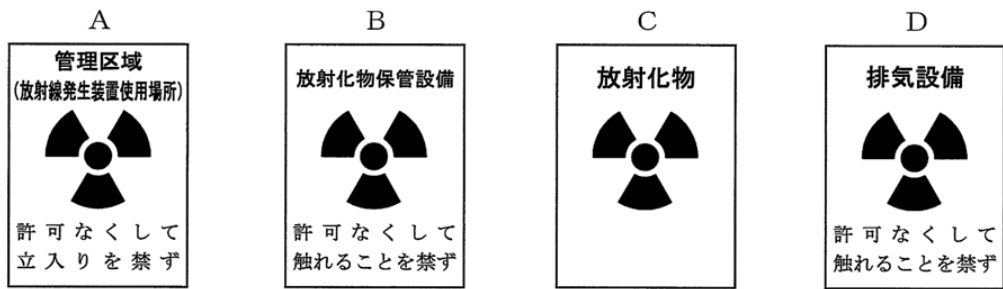 A
管理区域
(放射線発生装置使用場所)
許可なくして
立入りを禁ず
B
放射化物保管設備
許可なくして
触れることを禁ず
C
放射化物
D
排気設備
許可なくして
触れることを禁ず